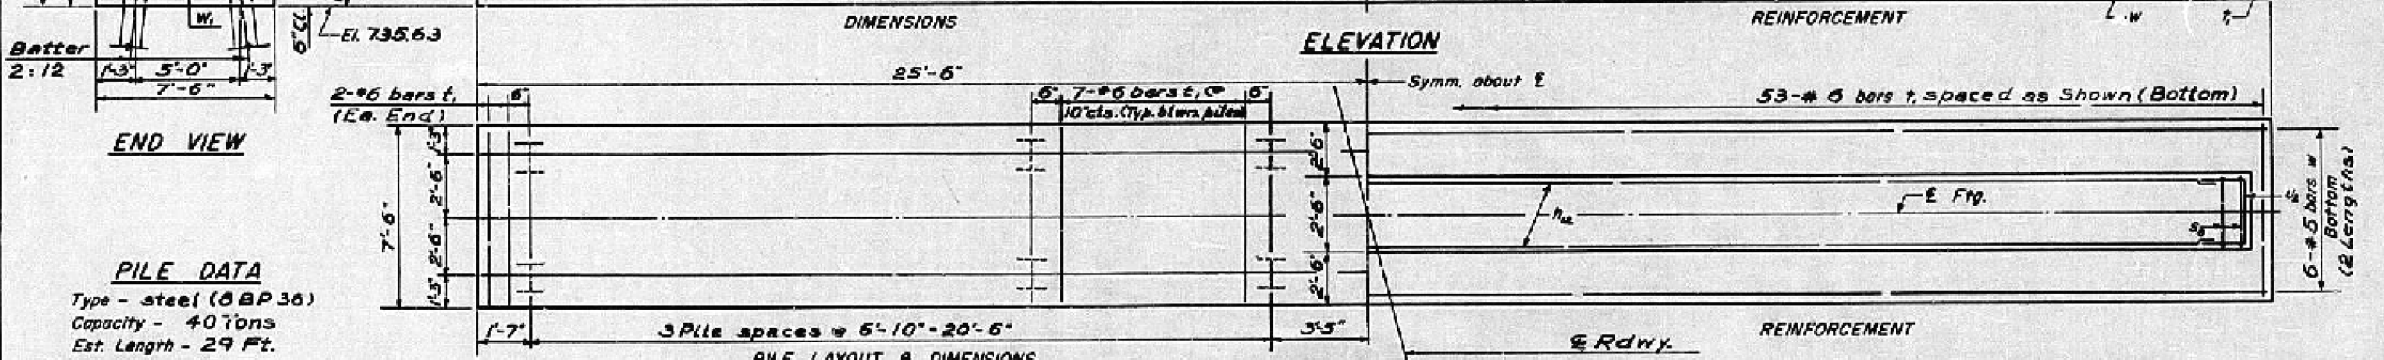 DIMENSIONS
REINFORCEMENT
ELEVATION
W₁
6" Cl.
El. 735.63
Batter
2:12
1'-3" 5'-0" 1'-3"
7'-6"
END VIEW
25'-6"
Symm. about ℄
2-#6 bars t,
(Ea. End)
6"
6" 7-#6 bars t, @ 6"
10"cts. (Typ. btwn. piles)
53-# 6 bars t, spaced as Shown (Bottom)
7'-6"
1'-3"
2'-6"
2'-6"
1'-3"
2'-6"
2'-6"
2'-6"
℄ Ftg.
6-#5 bars w
Bottom
(2 Lengths)
PILE DATA
Type - steel (8 BP 36)
Capacity - 40 Tons
Est. Length - 29 Ft.
1'-7"
3 Pile spaces @ 6'-10" = 20'-6"
3'-5"
℄ Rdwy.
REINFORCEMENT
PILE LAYOUT & DIMENSIONS